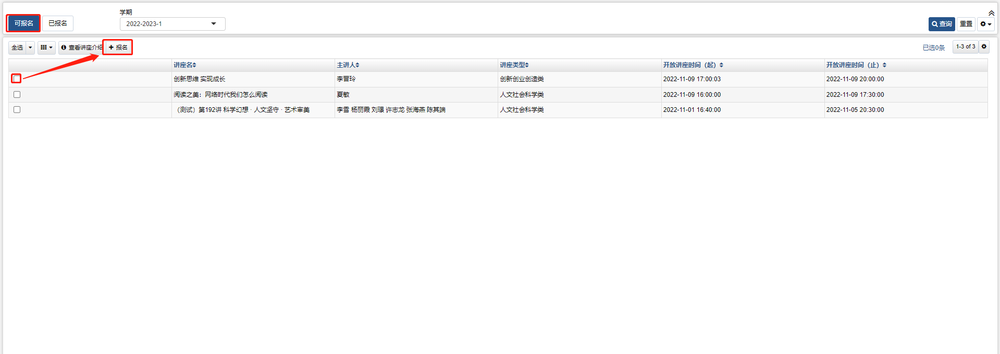 学期
可报名 已报名 2022-2023-1 查询 重置
全选 查看讲座介绍 报名 已选0条 1-3 of 3
讲座名 主讲人 讲座类型 开放讲座时间（起） 开放讲座时间（止）
创新思维 实现成长 李晋玲 创新创业创造类 2022-11-09 17:00:03 2022-11-09 20:00:00
阅读之美：网络时代我们怎么阅读 夏敏 人文社会科学类 2022-11-09 16:00:00 2022-11-09 17:30:00
（测试）第192讲 科学幻想 · 人文坚守 · 艺术审美 李雪 杨丽霞 刘璟 许志龙 张海燕 陈其端 人文社会科学类 2022-11-01 16:40:00 2022-11-05 20:30:00